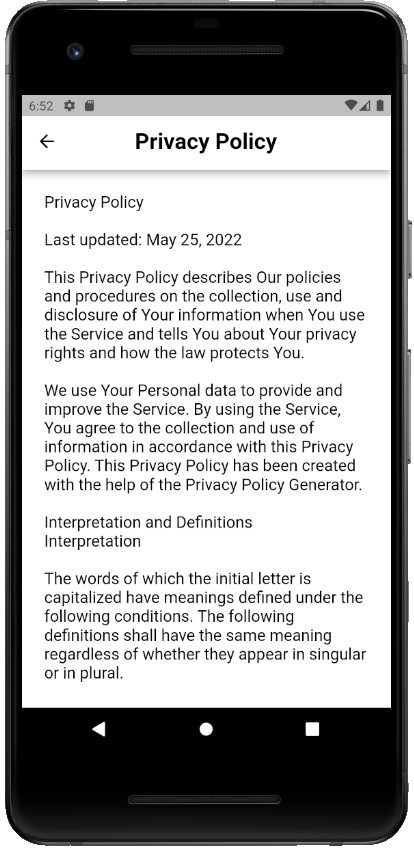 6:52
Privacy Policy
Privacy Policy
Last updated: May 25, 2022
This Privacy Policy describes Our policies
and procedures on the collection, use and
disclosure of Your information when You use
the Service and tells You about Your privacy
rights and how the law protects You.
We use Your Personal data to provide and
improve the Service. By using the Service,
You agree to the collection and use of
information in accordance with this Privacy
Policy. This Privacy Policy has been created
with the help of the Privacy Policy Generator.
Interpretation and Definitions
Interpretation
The words of which the initial letter is
capitalized have meanings defined under the
following conditions. The following
definitions shall have the same meaning
regardless of whether they appear in singular
or in plural.